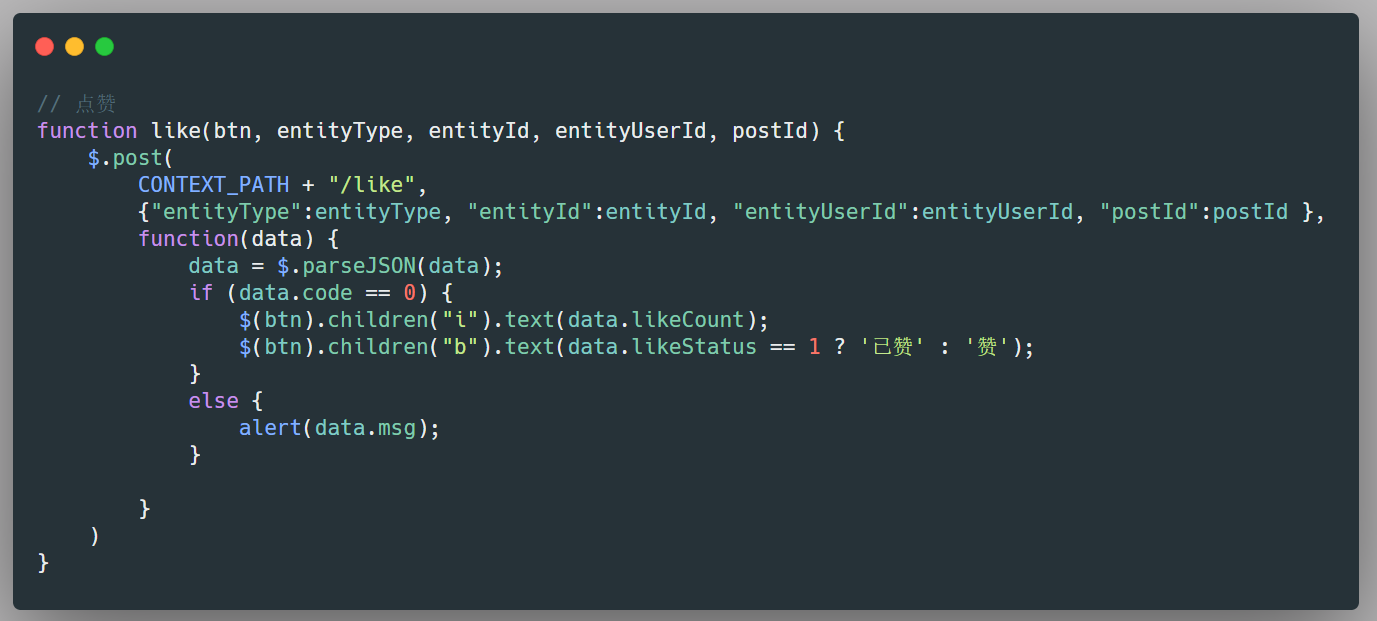 // 点赞
function like(btn, entityType, entityId, entityUserId, postId) {
    $.post(
        CONTEXT_PATH + "/like",
        {"entityType":entityType, "entityId":entityId, "entityUserId":entityUserId, "postId":postId },
        function(data) {
            data = $.parseJSON(data);
            if (data.code == 0) {
                $(btn).children("i").text(data.likeCount);
                $(btn).children("b").text(data.likeStatus == 1 ? '已赞' : '赞');
            }
            else {
                alert(data.msg);
            }

        }
    )
}